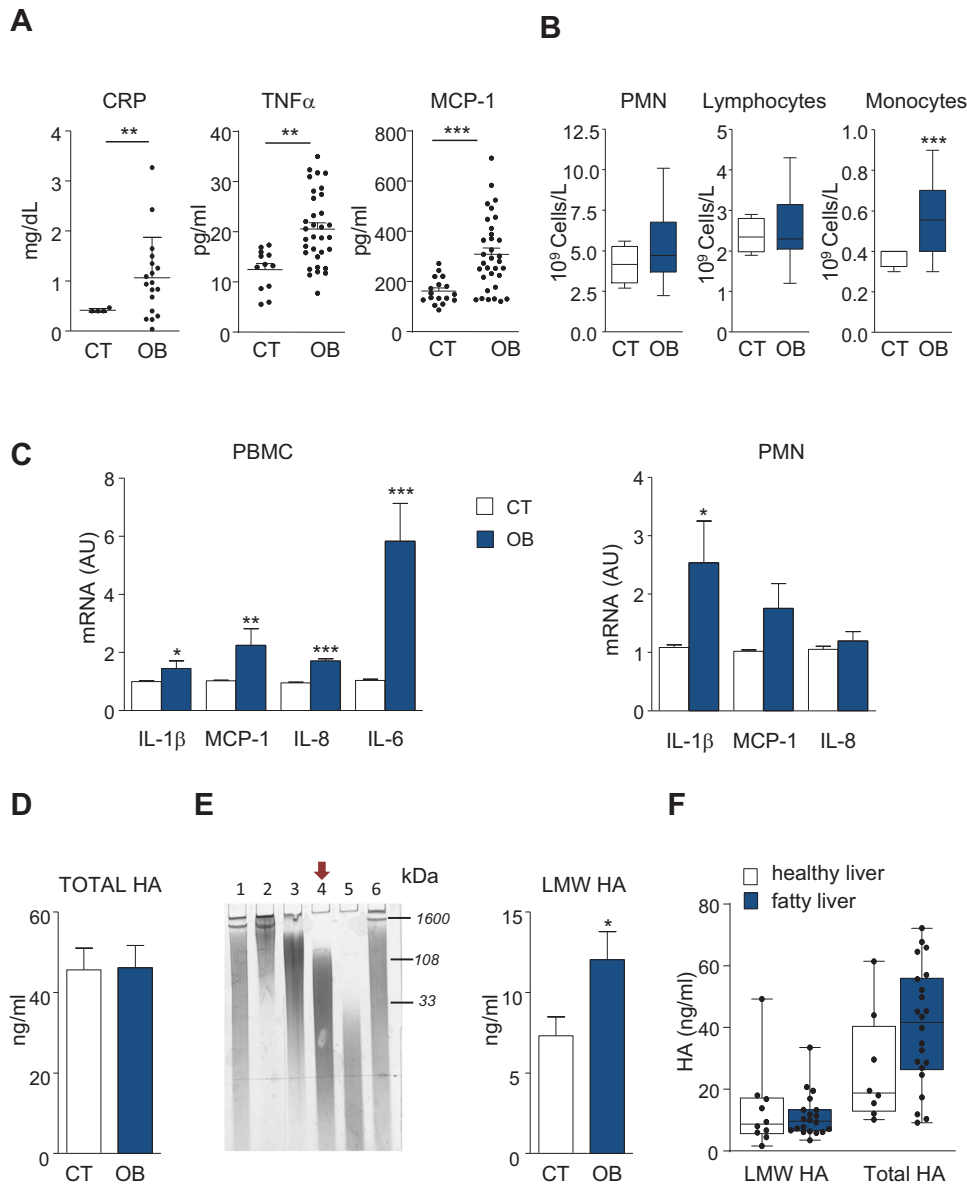 A
B
CRP
TNFα
MCP-1
PMN
Lymphocytes
Monocytes
**
**
***
***
4
3
2
1
0
mg/dL
CT
OB
40
30
20
10
0
pg/ml
CT
OB
800
600
400
200
0
pg/ml
CT
OB
12.5
10.0
7.5
5.0
2.5
0.0
10⁹ Cells/L
CT OB
5
4
3
2
1
0
10⁹ Cells/L
CT OB
1.0
0.8
0.6
0.4
0.2
0.0
10⁹ Cells/L
CT OB
C
PBMC
8
6
4
2
0
mRNA (AU)
*
**
***
***
IL-1β MCP-1 IL-8 IL-6
CT
OB
PMN
4
3
2
1
0
mRNA (AU)
*
IL-1β MCP-1 IL-8
D
TOTAL HA
60
40
20
0
ng/ml
CT OB
E
1 2 3 4 5 6 kDa
1600
108
33
LMW HA
15
10
5
0
ng/ml
*
CT OB
F
healthy liver
fatty liver
80
60
40
20
0
HA (ng/ml)
LMW HA Total HA